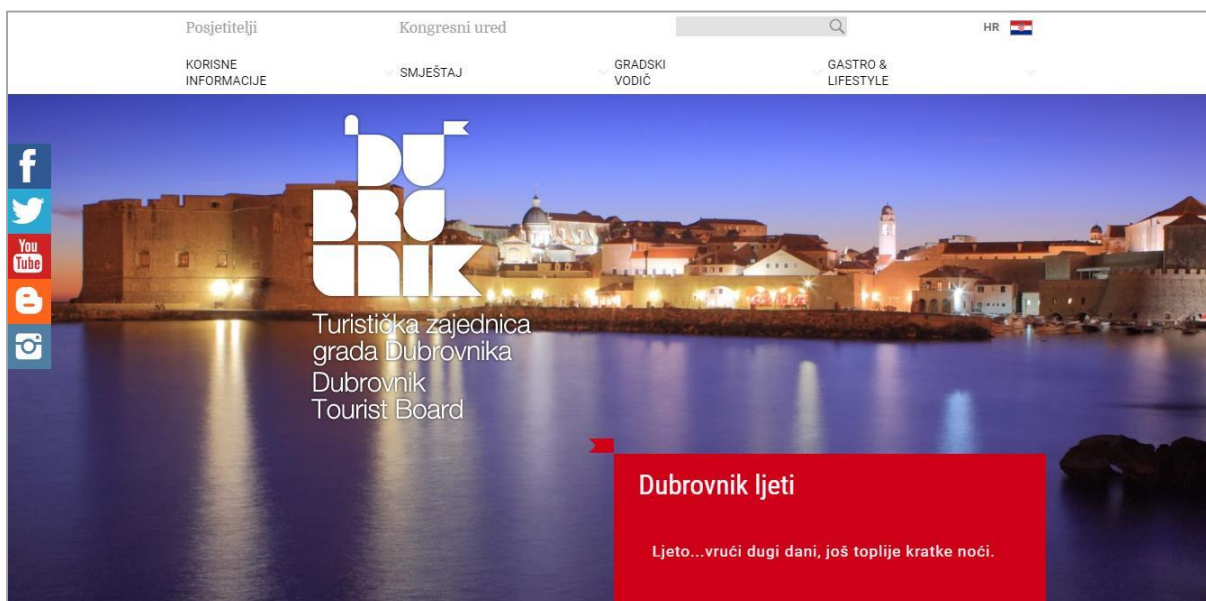 Posjetitelji
Kongresni ured
HR
KORISNE
INFORMACIJE
SMJEŠTAJ
GRADSKI
VODIČ
GASTRO &
LIFESTYLE
f
You
Tube
DU
BRO
VNIK
Turistička zajednica
grada Dubrovnika
Dubrovnik
Tourist Board
Dubrovnik ljeti
Ljeto...vrući dugi dani, još toplije kratke noći.